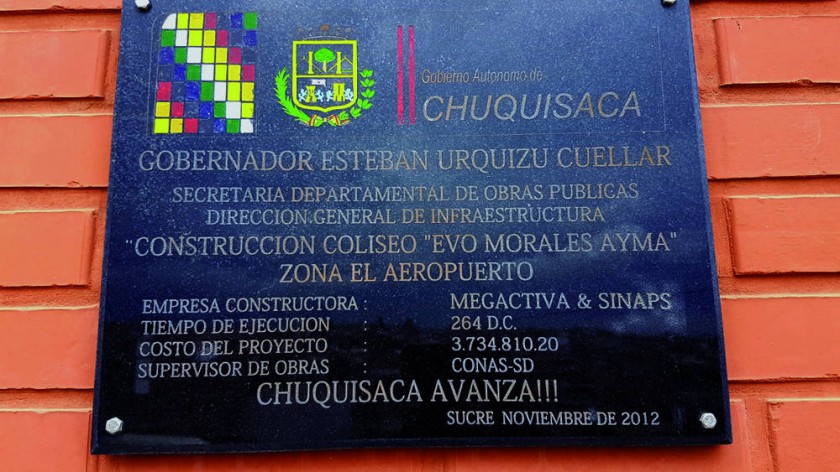 Gobierno Autonomo de
CHUQUISACA
GOBERNADOR ESTEBAN URQUIZU CUELLAR
SECRETARIA DEPARTAMENTAL DE OBRAS PUBLICAS
DIRECCION GENERAL DE INFRAESTRUCTURA
"CONSTRUCCION COLISEO "EVO MORALES AYMA"
ZONA EL AEROPUERTO
EMPRESA CONSTRUCTORA : MEGACTIVA & SINAPS
TIEMPO DE EJECUCION : 264 D.C.
COSTO DEL PROYECTO : 3.734.810.20
SUPERVISOR DE OBRAS : CONAS-SD
CHUQUISACA AVANZA!!!
SUCRE NOVIEMBRE DE 2012